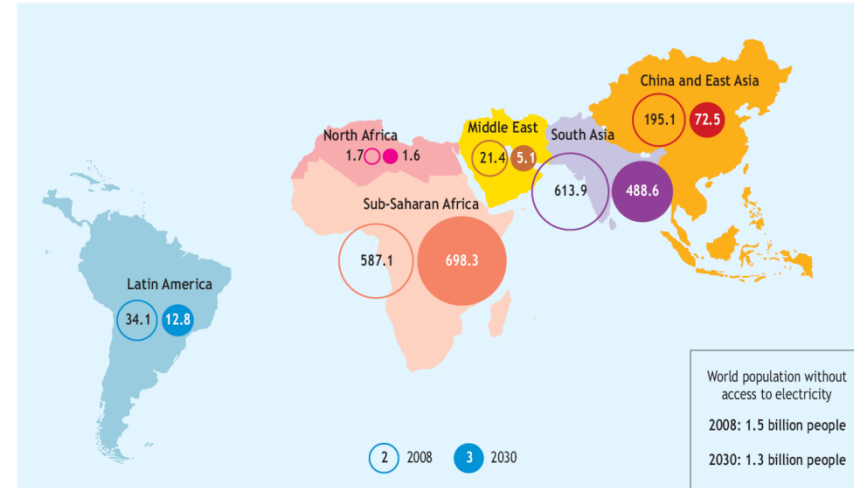 China and East Asia
195.1 72.5
North Africa
1.7 1.6
Middle East
21.4 5.1
South Asia
613.9 488.6
Sub-Saharan Africa
587.1 698.3
Latin America
34.1 12.8
World population without
access to electricity
2008: 1.5 billion people
2030: 1.3 billion people
2 2008 3 2030